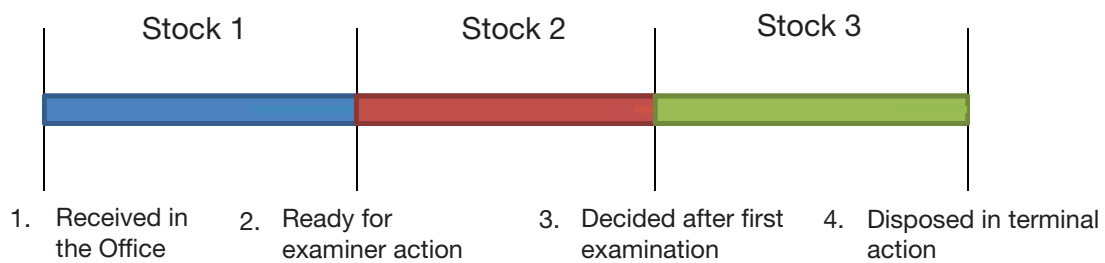 Stock 1
Stock 2
Stock 3
1. Received in
the Office
2. Ready for
examiner action
3. Decided after first
examination
4. Disposed in terminal
action